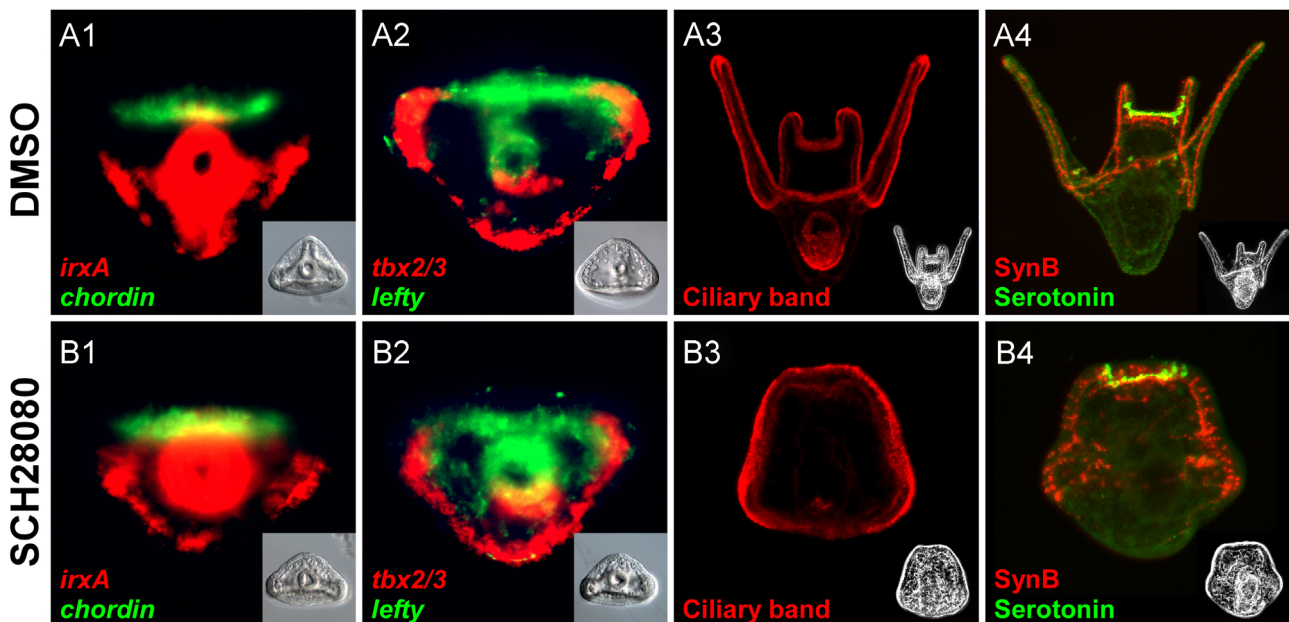 A1
A2
A3
A4
DMSO
irxA
chordin
tbx2/3
lefty
Ciliary band
SynB
Serotonin
B1
B2
B3
B4
SCH28080
irxA
chordin
tbx2/3
lefty
Ciliary band
SynB
Serotonin